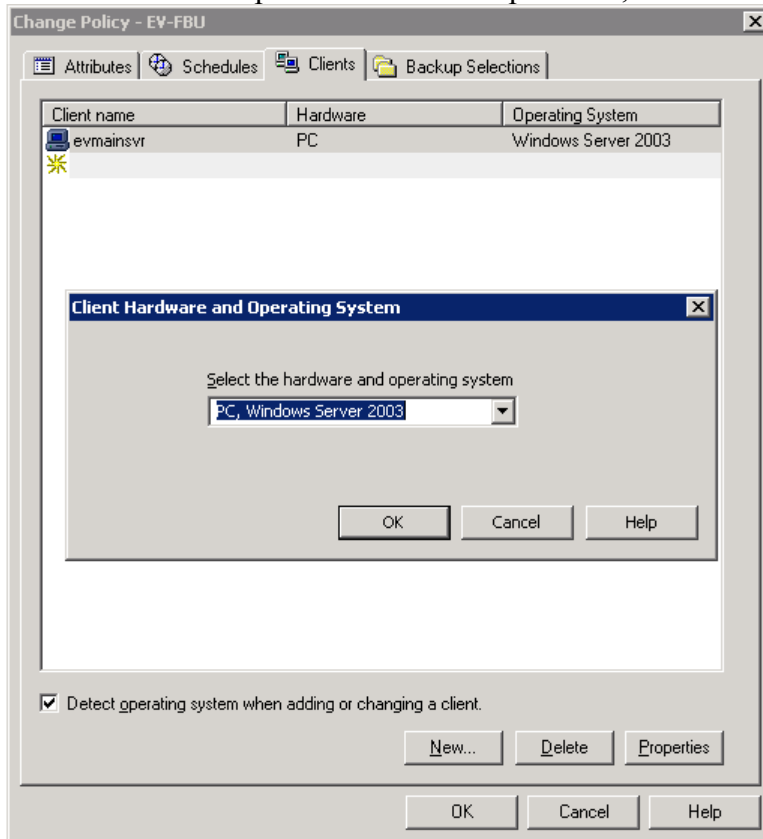 Change Policy - EV-FBU
Attributes Schedules Clients Backup Selections
Client name Hardware Operating System
evmainsvr PC Windows Server 2003
Client Hardware and Operating System
Select the hardware and operating system
PC, Windows Server 2003
OK Cancel Help
Detect operating system when adding or changing a client.
New... Delete Properties
OK Cancel Help